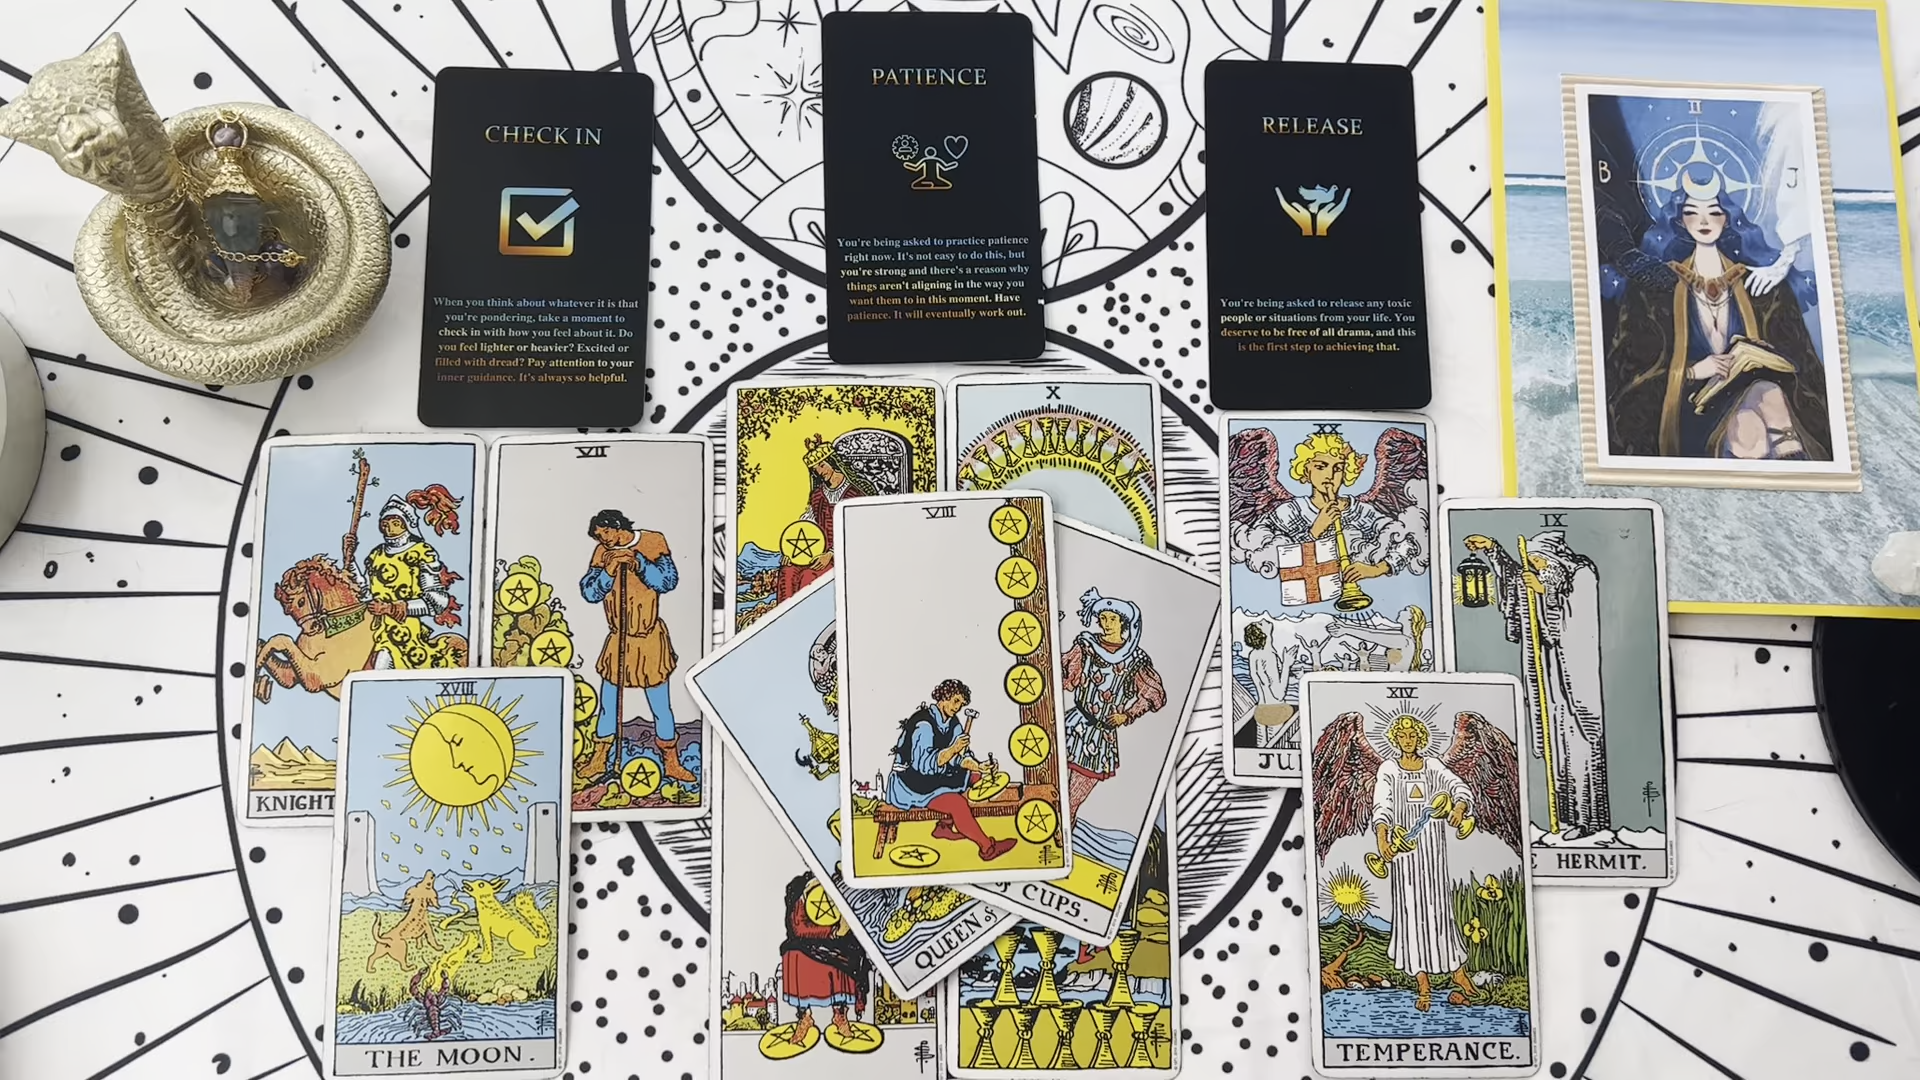 CHECK IN
When you think about whatever it is that
you're pondering, take a moment to
check in with how you feel about it. Do
you feel lighter or heavier? Excited or
filled with dread? Pay attention to your
inner guidance. It's always so helpful.
PATIENCE
You're being asked to practice patience
right now. It's not easy to do this, but
you're strong and there's a reason why
things aren't aligning in the way you
want them to in this moment. Have
patience. It will eventually work out.
RELEASE
You're being asked to release any toxic
people or situations from your life. You
deserve to be free of all drama, and this
is the first step to achieving that.
II
B
J
KNIGHT
VII
XVIII
THE MOON.
X
VIII
QUEEN of
of CUPS.
XX
JU
IX
E HERMIT.
XIV
TEMPERANCE.